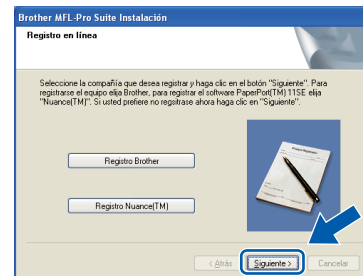 Brother MFL-Pro Suite Instalación
Registro en línea
Seleccione la compañía que desea registrar y haga clic en el botón "Siguiente". Para
registrarse el equipo elija Brother, para registrar el software PaperPort(TM) 11SE elija
"Nuance(TM)". Si usted prefiere no regsitrase ahora haga clic en "Siguiente".
Registro Brother
Registro Nuance(TM)
< Atrás
Siguiente >
Cancelar